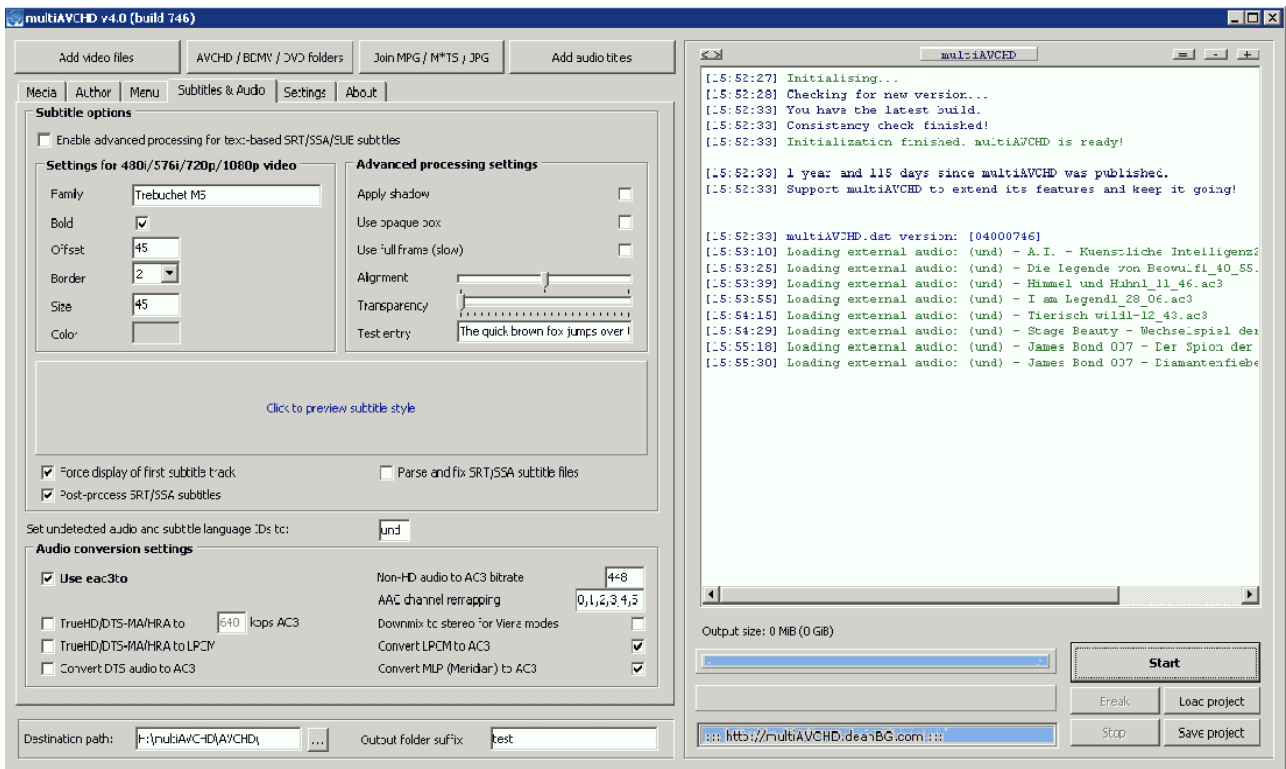 multiAVCHD v4.0 (build 746)
Add video files
AVCHD / BDMV / DVD folders
Join MPG / M*TS / JPG
Add audio titles
Media
Author
Menu
Subtitles & Audio
Settings
About
Subtitle options
Enable advanced processing for text-based SRT/SSA/SUB subtitles
Settings for 480i/576i/720p/1080p video
Family
Trebuchet MS
Bold
Offset
45
Border
2
Size
45
Color
Advanced processing settings
Apply shadow
Use opaque box
Use full frame (slow)
Alignment
Transparency
Test entry
The quick brown fox jumps over
Click to preview subtitle style
Force display of first subtitle track
Parse and fix SRT/SSA subtitle files
Post-process SRT/SSA subtitles
Set undetected audio and subtitle language IDs to:
und
Audio conversion settings
Use eac3to
Non-HD audio to AC3 bitrate
448
AAC channel remapping
0,1,2,3,4,5
TrueHD/DTS-MA/HRA to
640
kbps AC3
Downmix to stereo for Viera modes
TrueHD/DTS-MA/HRA to LPCM
Convert LPCM to AC3
Convert DTS audio to AC3
Convert MLP (Meridian) to AC3
Destination path:
H:\multiAVCHD\AVCHD\
...
Output folder suffix
test
< >
multiAVCHD
=
-
+
[15:52:27] Initialising...
[15:52:28] Checking for new version...
[15:52:33] You have the latest build.
[15:52:33] Consistency check finished!
[15:52:33] Initialization finished. multiAVCHD is ready!
[15:52:33] 1 year and 115 days since multiAVCHD was published.
[15:52:33] Support multiAVCHD to extend its features and keep it going!
[15:52:33] multiAVCHD.dat version: [04000746]
[15:53:10] Loading external audio: (und) - A.I. - Kuenstliche Intelligenz2
[15:53:25] Loading external audio: (und) - Die Legende von Beowulf1_40_55.
[15:53:39] Loading external audio: (und) - Himmel und Huhn1_11_46.ac3
[15:53:55] Loading external audio: (und) - I am Legend1_28_06.ac3
[15:54:15] Loading external audio: (und) - Tierisch wild1-12_43.ac3
[15:54:29] Loading external audio: (und) - Stage Beauty - Wechselspiel der
[15:55:18] Loading external audio: (und) - James Bond 007 - Der Spion der
[15:55:30] Loading external audio: (und) - James Bond 007 - Diamantenfiebe
Output size: 0 MiB (0 GiB)
Start
Break
Load project
::: http://multiAVCHD.deanBG.com :::
Stop
Save project